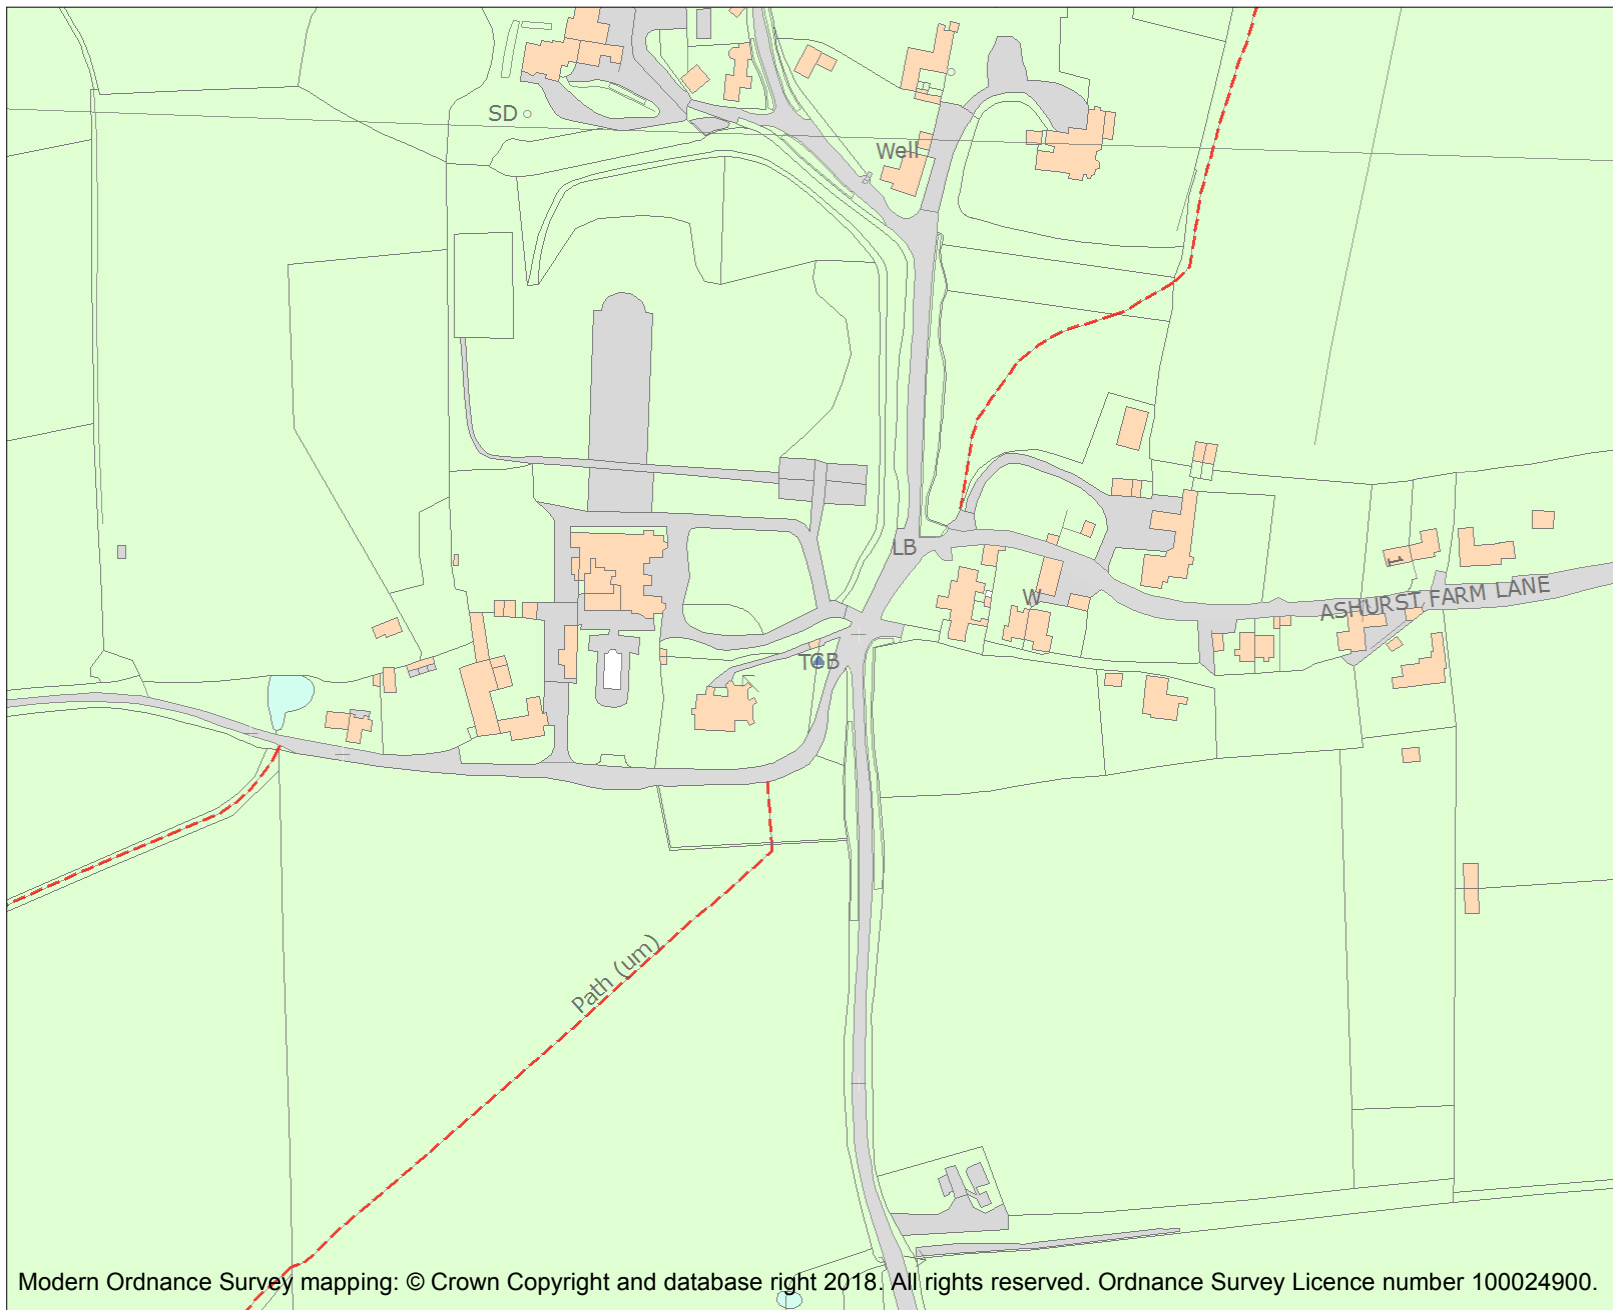 SD
Well
LB
W
1
ASHURST FARM LANE
TCB
Path (um)
Modern Ordnance Survey mapping: © Crown Copyright and database right 2018. All rights reserved. Ordnance Survey Licence number 100024900.